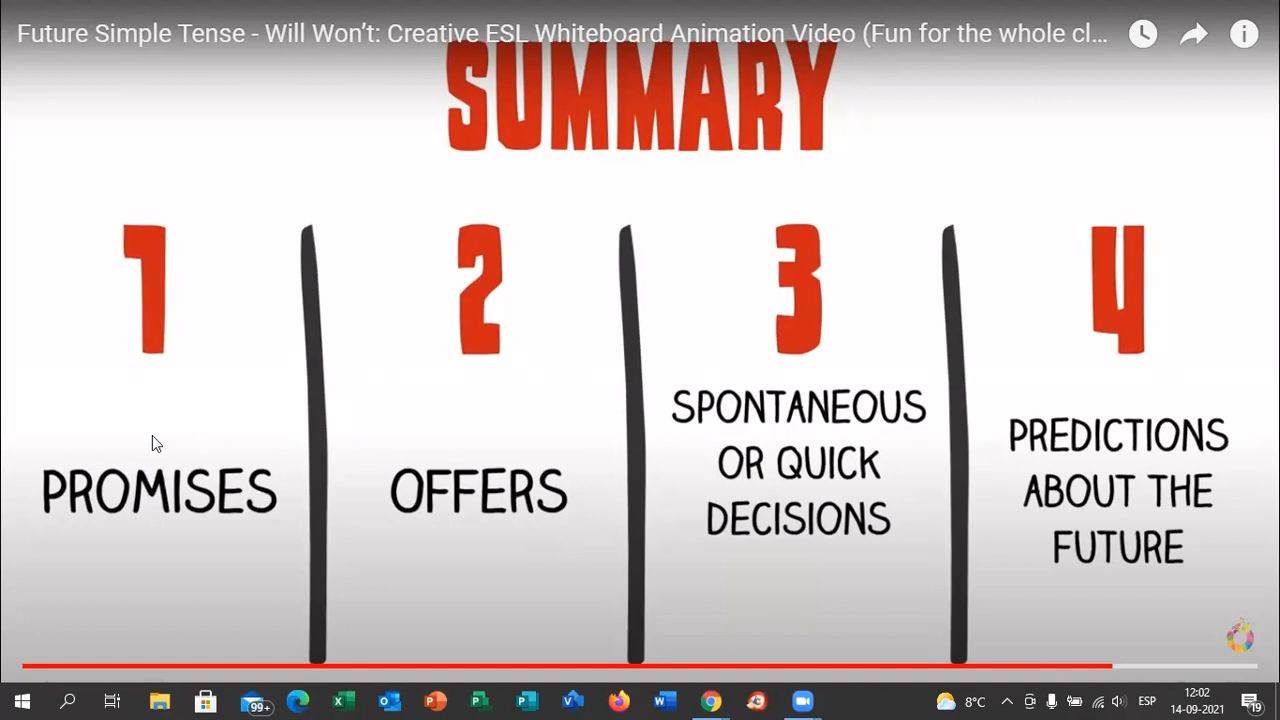 Future Simple Tense - Will Won’t: Creative ESL Whiteboard Animation Video (Fun for the whole cl...
SUMMARY
1
2
3
4
PROMISES
OFFERS
SPONTANEOUS
OR QUICK
DECISIONS
PREDICTIONS
ABOUT THE
FUTURE
99+
8°C
ESP
12:02
14-09-2021
19